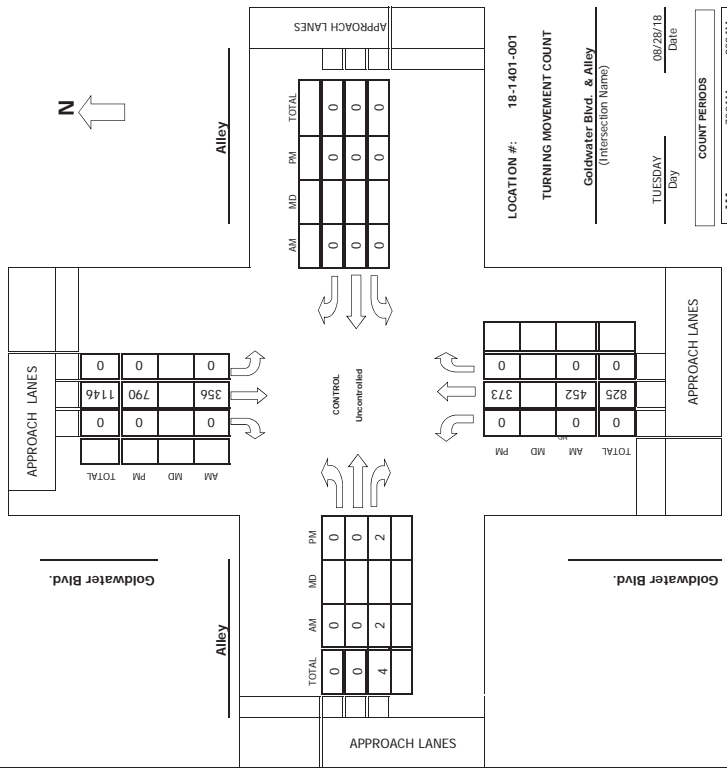 N
APPROACH LANES
Alley
TOTAL 1146 0 0
PM 0 790 0
MD
AM 0 356 0
AM MD PM TOTAL
0 0 0
0 0 0
0 0 0
APPROACH LANES
CONTROL
Uncontrolled
LOCATION #: 18-1401-001
TURNING MOVEMENT COUNT
Goldwater Blvd. & Alley
(Intersection Name)
TUESDAY 08/28/18
Day Date
COUNT PERIODS
Goldwater Blvd.
Alley
TOTAL AM MD PM
0 0 0
0 0 0
4 2 2
APPROACH LANES
PM 0 373 0
MD
AM 0 452 0
MD
TOTAL 0 825 0
APPROACH LANES
Goldwater Blvd.